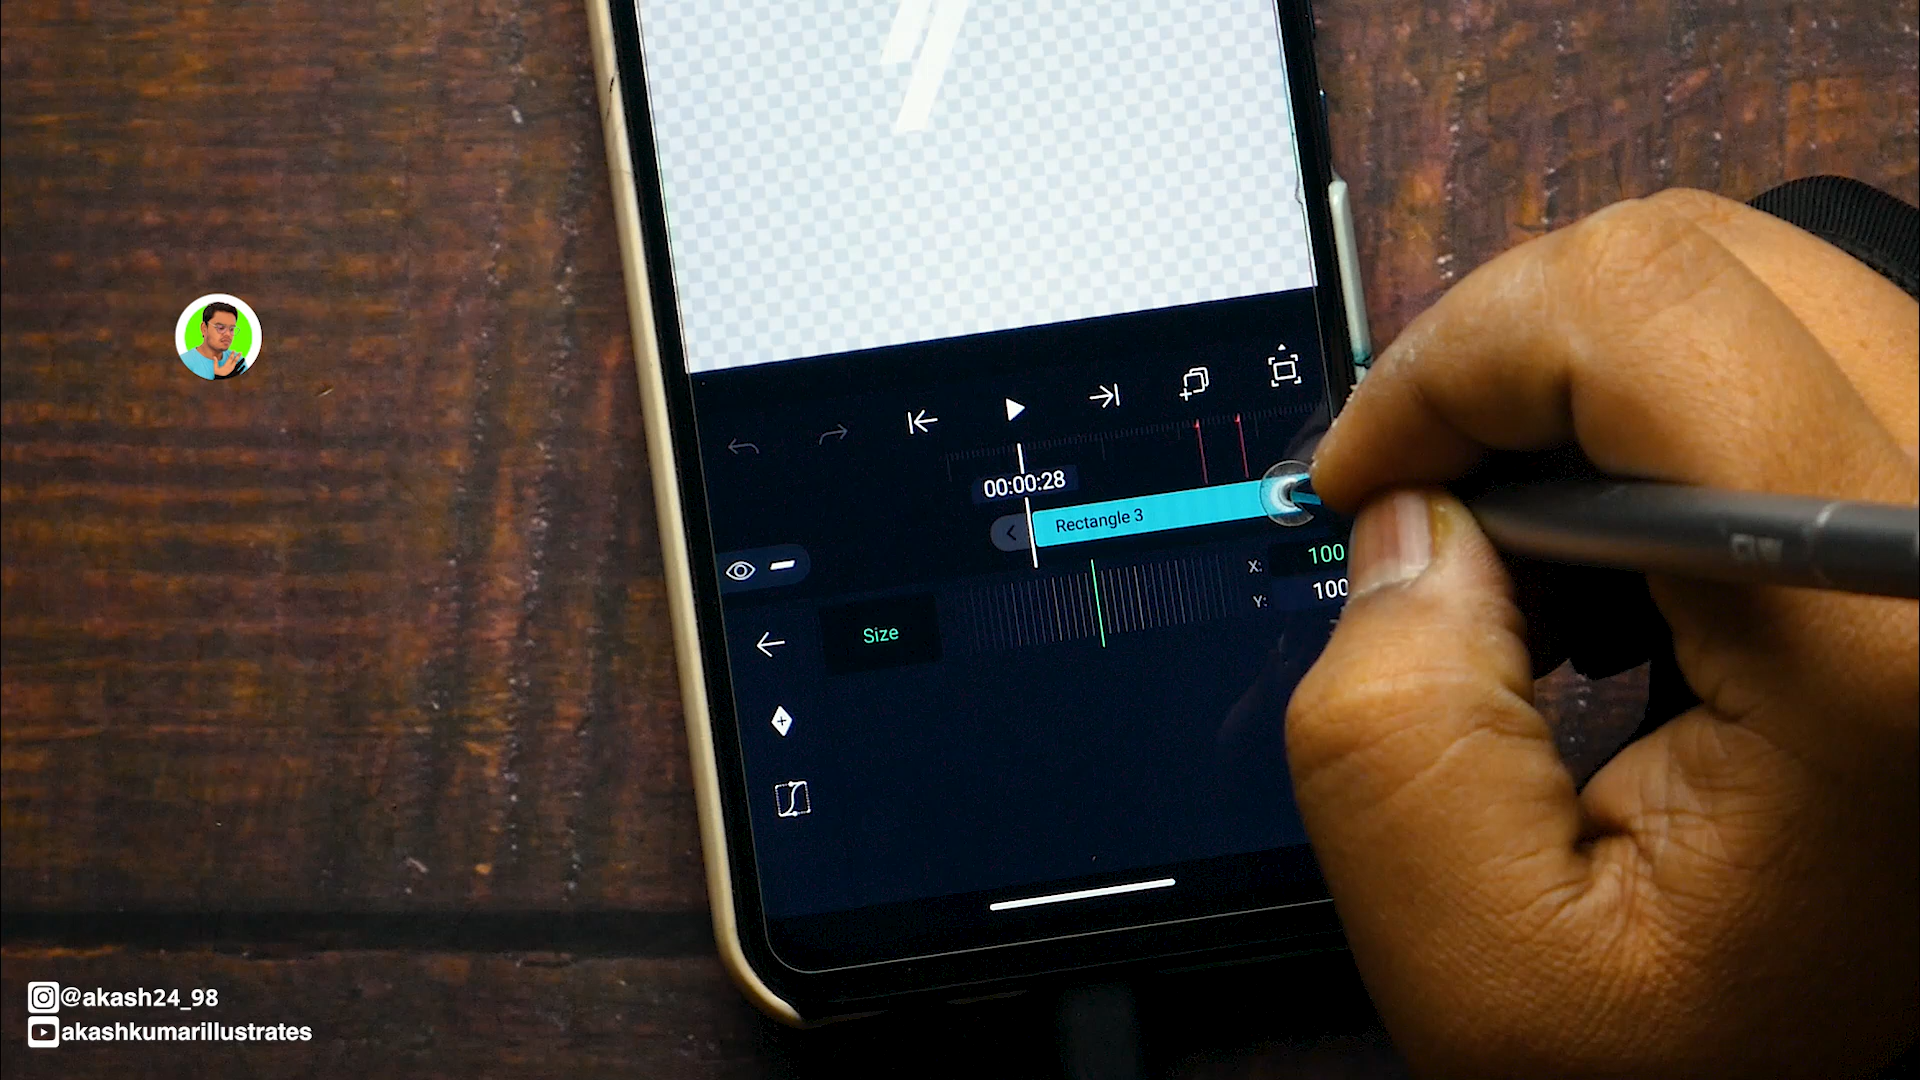 00:00:28
Rectangle 3
X: 100
Y: 100
Size
@akash24_98
akashkumarillustrates